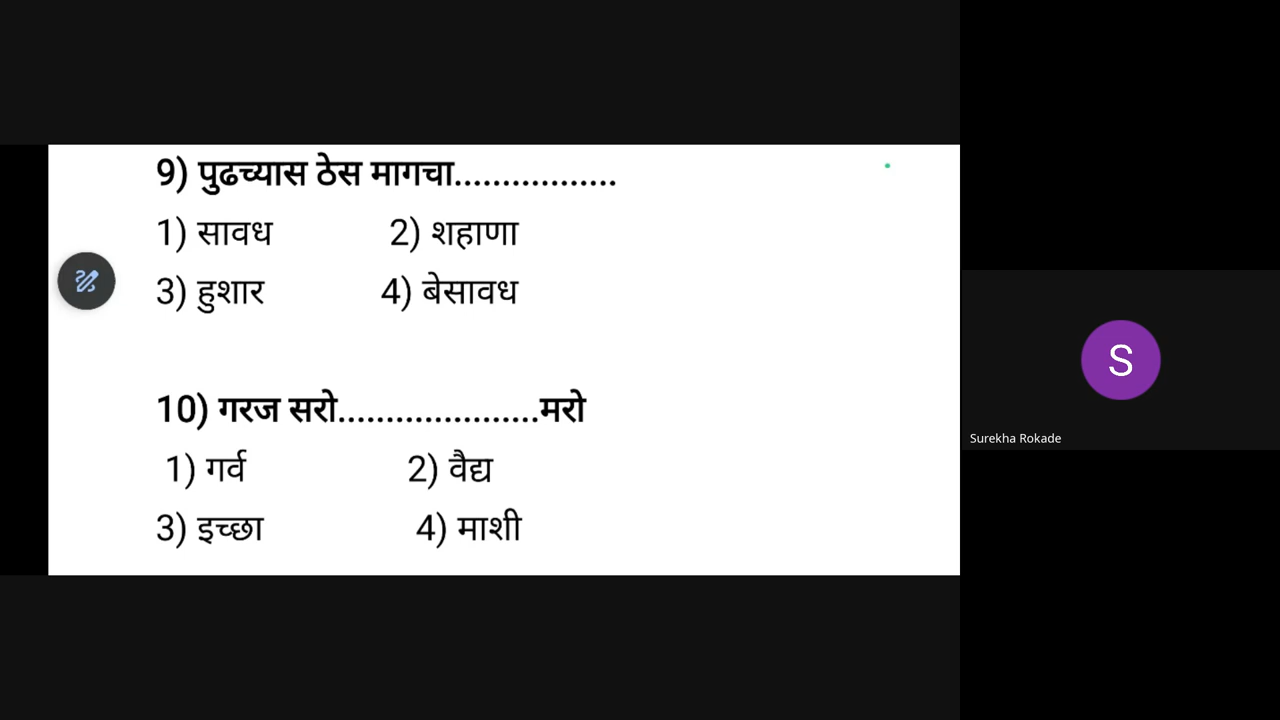 9) पुढच्यास ठेस मागचा.................
1) सावध 2) शहाणा
3) हुशार 4) बेसावध
10) गरज सरो.....................मरो
1) गर्व 2) वैद्य
3) इच्छा 4) माशी
S
Surekha Rokade